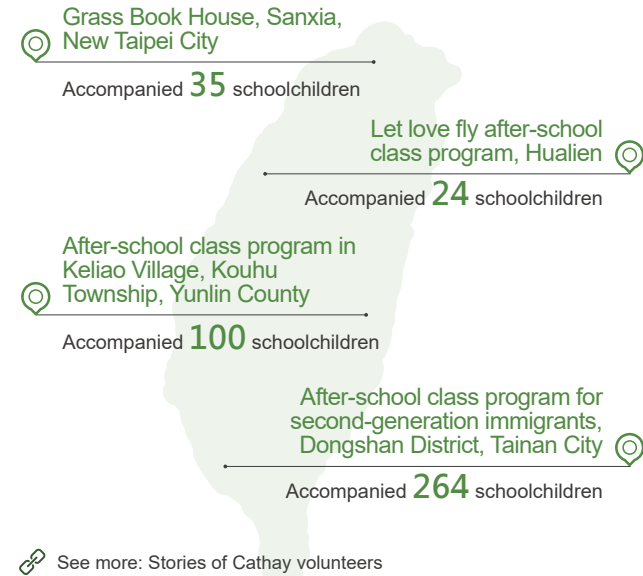 Grass Book House, Sanxia,
New Taipei City
Accompanied 35 schoolchildren
Let love fly after-school
class program, Hualien
Accompanied 24 schoolchildren
After-school class program in
Keliao Village, Kouhu
Township, Yunlin County
Accompanied 100 schoolchildren
After-school class program for
second-generation immigrants,
Dongshan District, Tainan City
Accompanied 264 schoolchildren
See more: Stories of Cathay volunteers